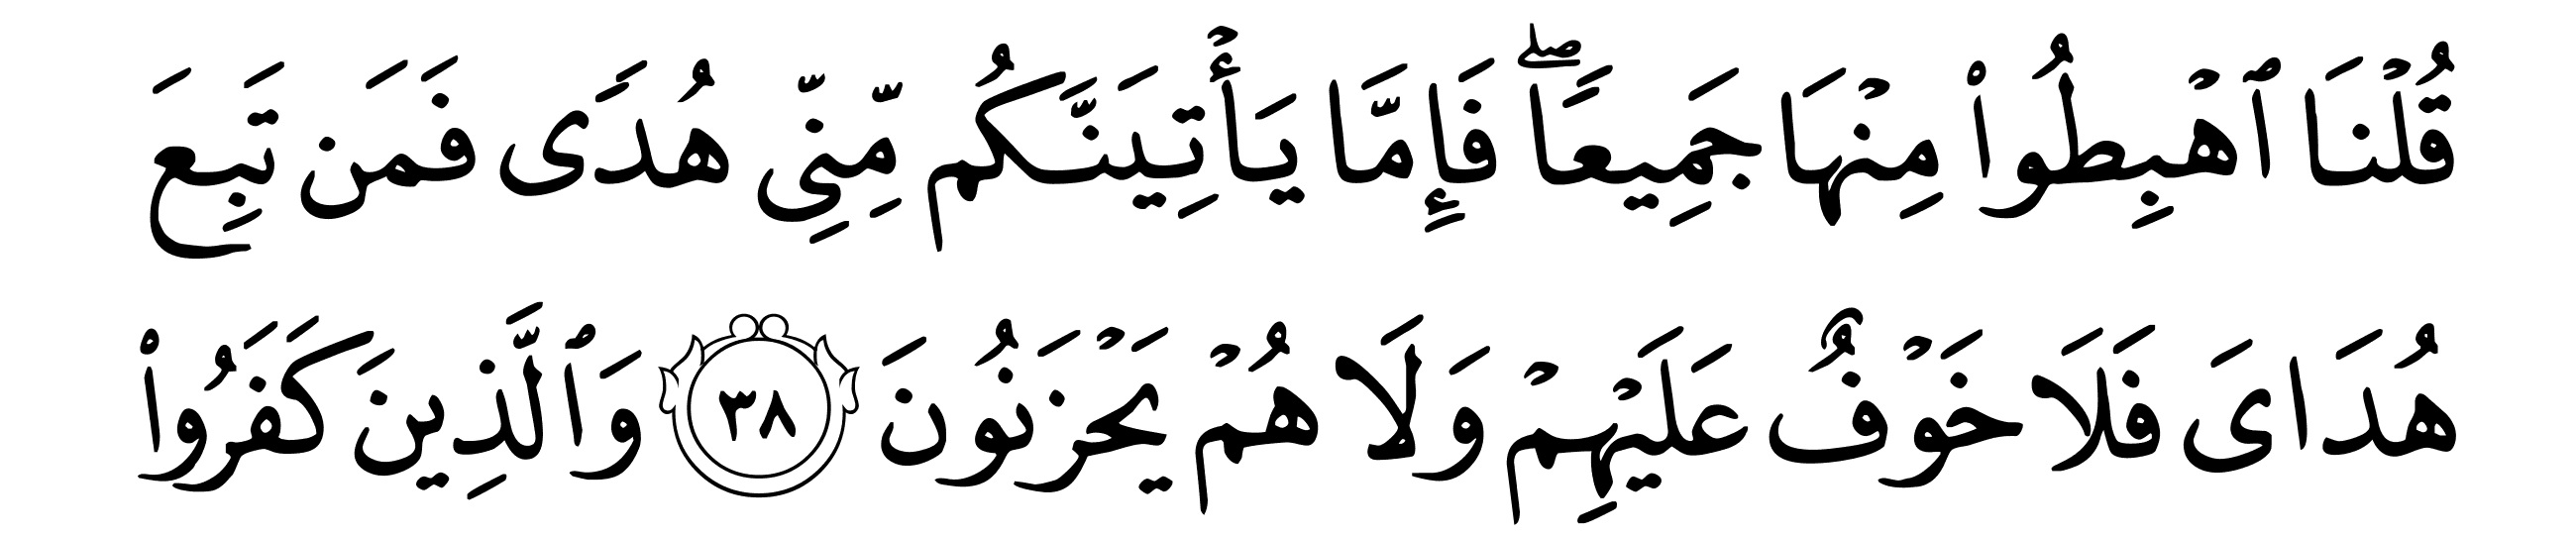 قُلْنَا ٱهْبِطُوا۟ مِنْهَا جَمِيعًۭا ۖ فَإِمَّا يَأْتِيَنَّكُم مِّنِّى هُدًۭى فَمَن تَبِعَ
هُدَاىَ فَلَا خَوْفٌ عَلَيْهِمْ وَلَا هُمْ يَحْزَنُونَ ٣٨ وَٱلَّذِينَ كَفَرُوا۟